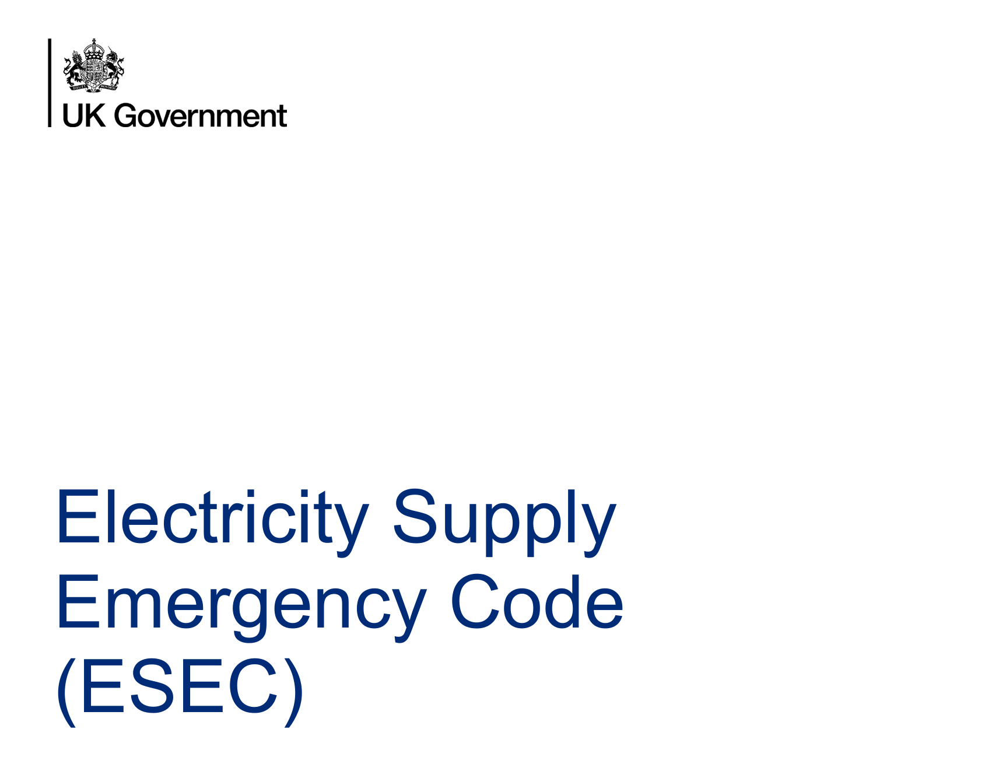 UK Government
Electricity Supply
Emergency Code
(ESEC)